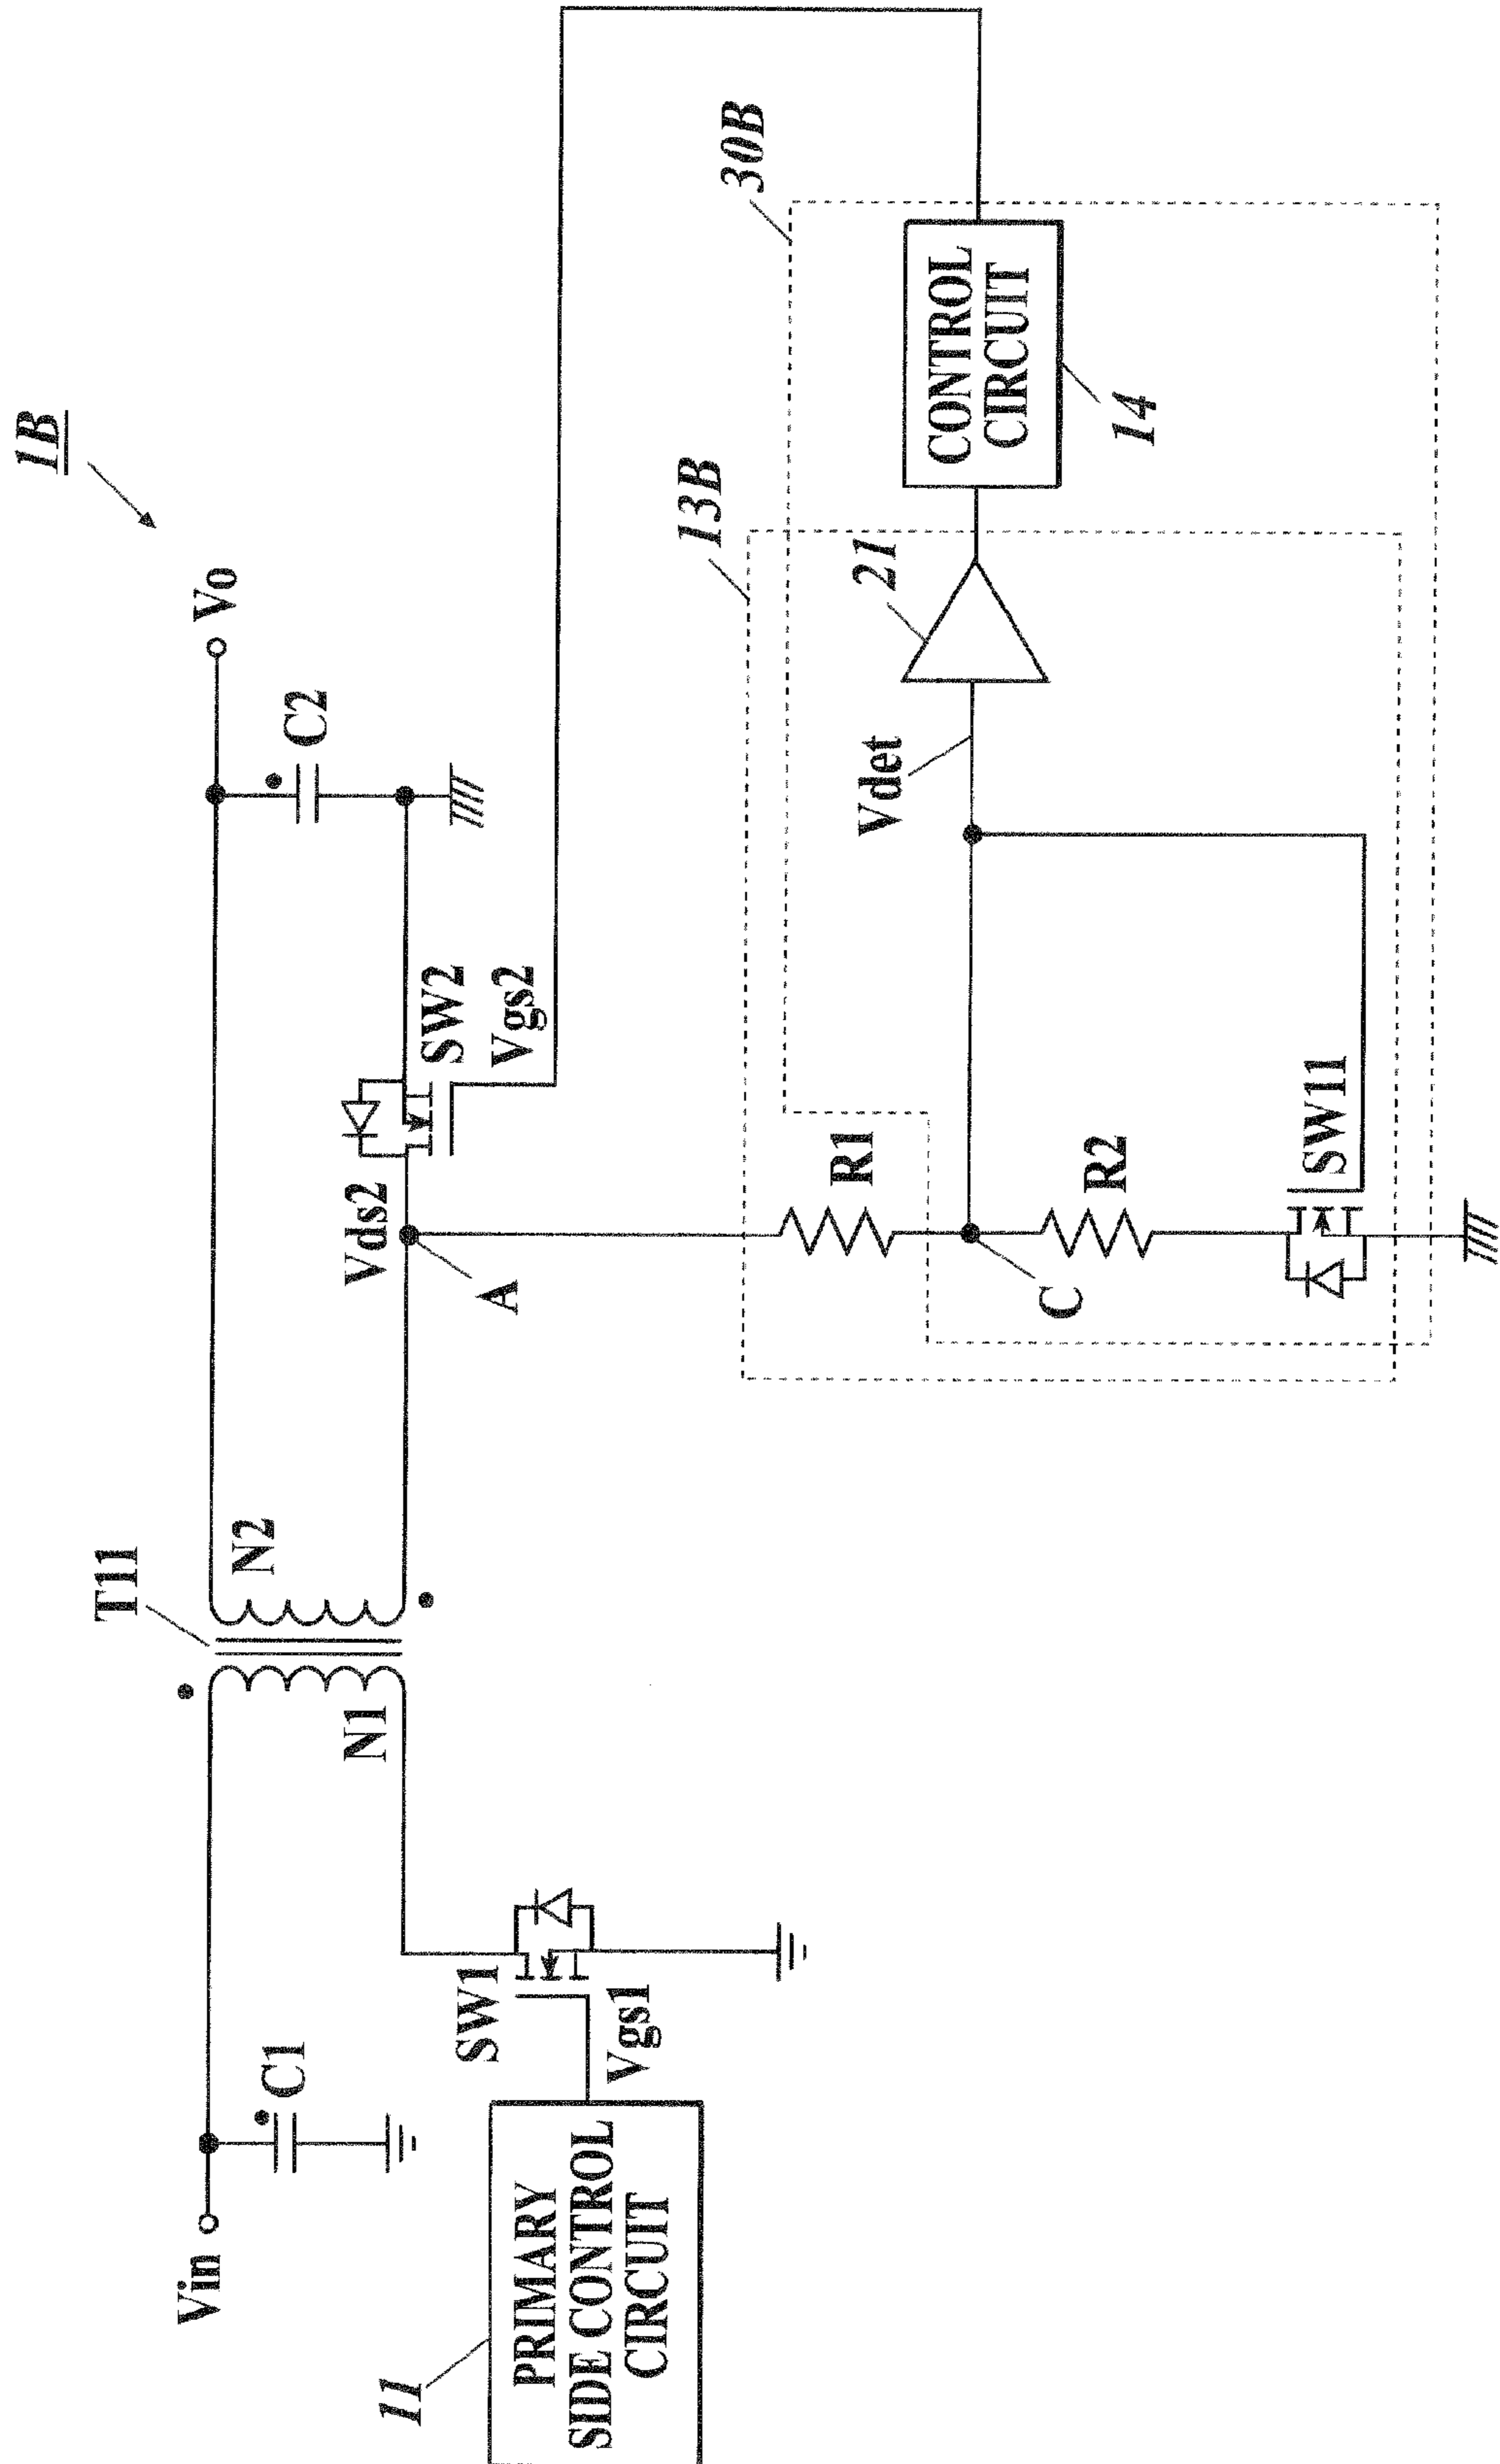 1B
Vin
C1
11
PRIMARY
SIDE CONTROL
CIRCUIT
SW1
Vgs1
T11
N1
N2
Vo
C2
Vds2
A
SW2
Vgs2
13B
30B
R1
C
R2
SW11
Vdet
21
CONTROL
CIRCUIT
14